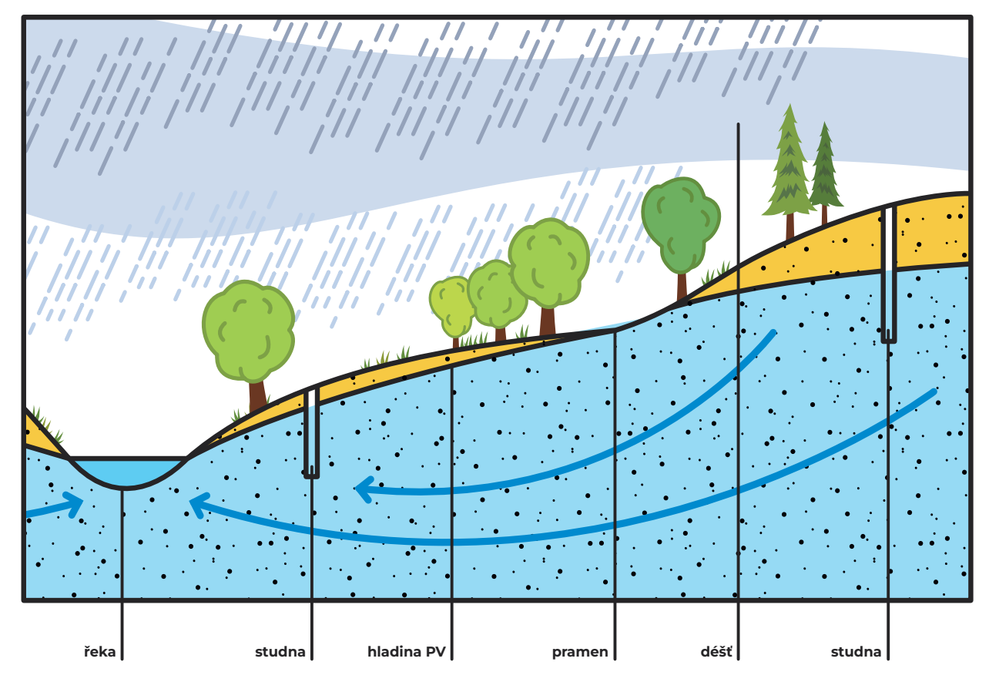 řeka
studna
hladina PV
pramen
déšť
studna